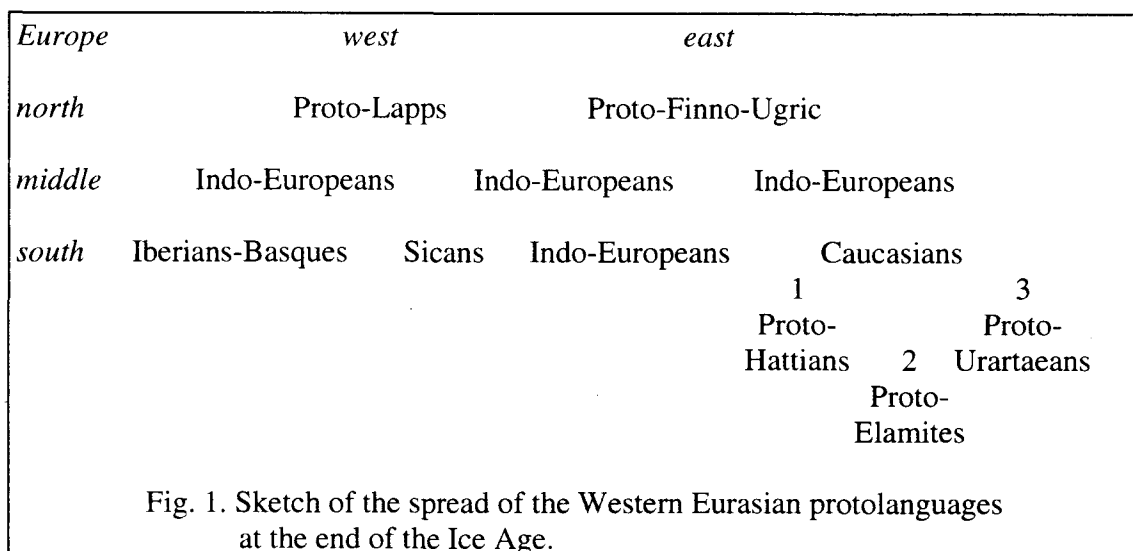 Europe west east
north Proto-Lapps Proto-Finno-Ugric
middle Indo-Europeans Indo-Europeans Indo-Europeans
south Iberians-Basques Sicans Indo-Europeans Caucasians
1 3
Proto- Proto-
Hattians 2 Urartaeans
Proto-
Elamites
Fig. 1. Sketch of the spread of the Western Eurasian protolanguages
at the end of the Ice Age.